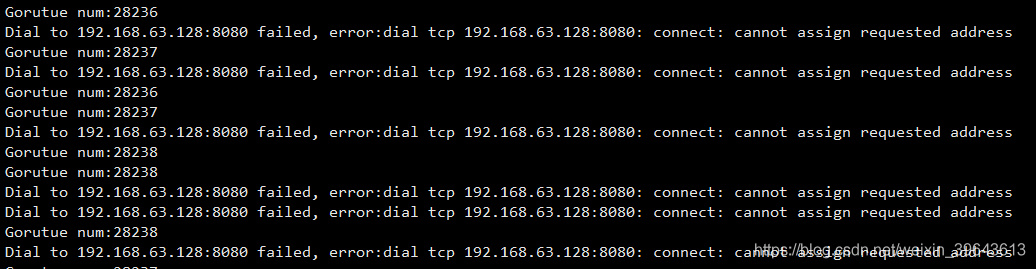 Gorutue num:28236
Dial to 192.168.63.128:8080 failed, error:dial tcp 192.168.63.128:8080: connect: cannot assign requested address
Gorutue num:28237
Dial to 192.168.63.128:8080 failed, error:dial tcp 192.168.63.128:8080: connect: cannot assign requested address
Gorutue num:28236
Gorutue num:28237
Dial to 192.168.63.128:8080 failed, error:dial tcp 192.168.63.128:8080: connect: cannot assign requested address
Gorutue num:28238
Gorutue num:28238
Dial to 192.168.63.128:8080 failed, error:dial tcp 192.168.63.128:8080: connect: cannot assign requested address
Dial to 192.168.63.128:8080 failed, error:dial tcp 192.168.63.128:8080: connect: cannot assign requested address
Gorutue num:28238
Dial to 192.168.63.128:8080 failed, error:dial tcp 192.168.63.128:8080: connect: cannot assign requested address
https://blog.csdn.net/weixin_39643613